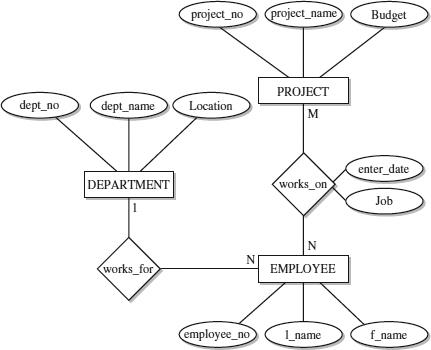 project_no
project_name
Budget
PROJECT
M
dept_no
dept_name
Location
DEPARTMENT
1
works_on
enter_date
Job
works_for
N
N
EMPLOYEE
employee_no
l_name
f_name